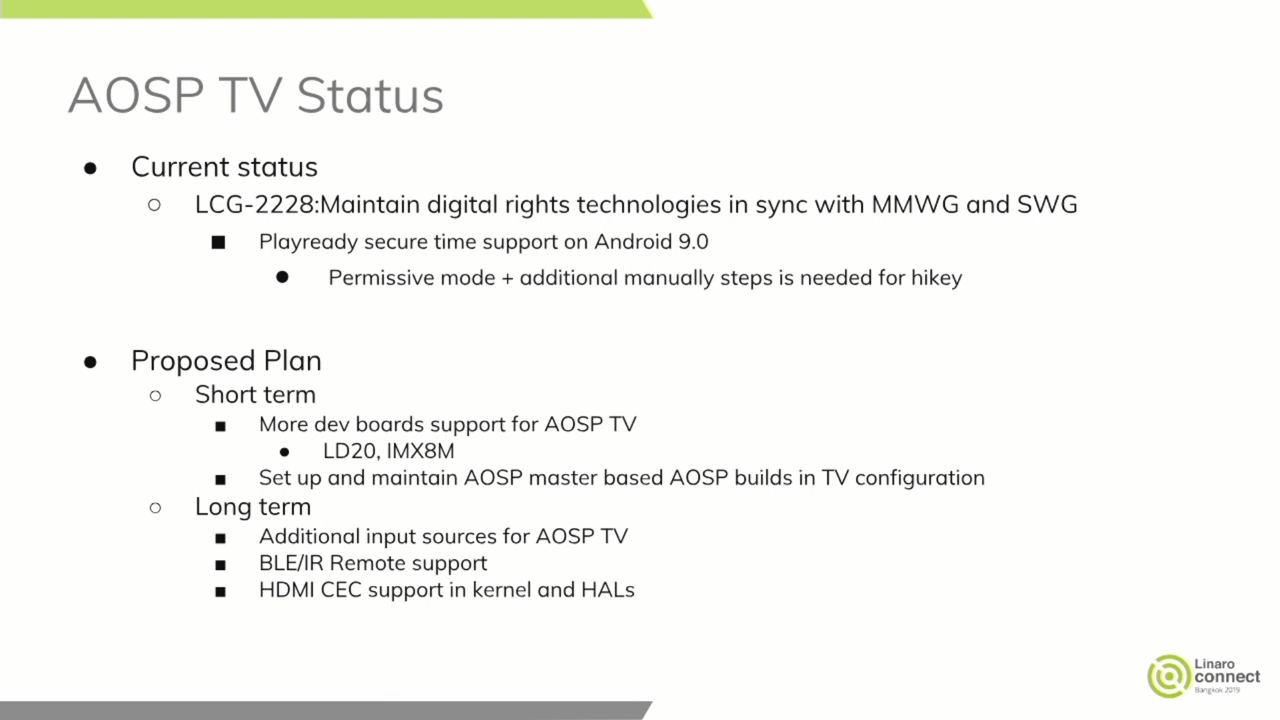 AOSP TV Status
● Current status
○ LCG-2228:Maintain digital rights technologies in sync with MMWG and SWG
■ Playready secure time support on Android 9.0
● Permissive mode + additional manually steps is needed for hikey
● Proposed Plan
○ Short term
■ More dev boards support for AOSP TV
● LD20, IMX8M
■ Set up and maintain AOSP master based AOSP builds in TV configuration
○ Long term
■ Additional input sources for AOSP TV
■ BLE/IR Remote support
■ HDMI CEC support in kernel and HALs
Linaro
connect
Bangkok 2019